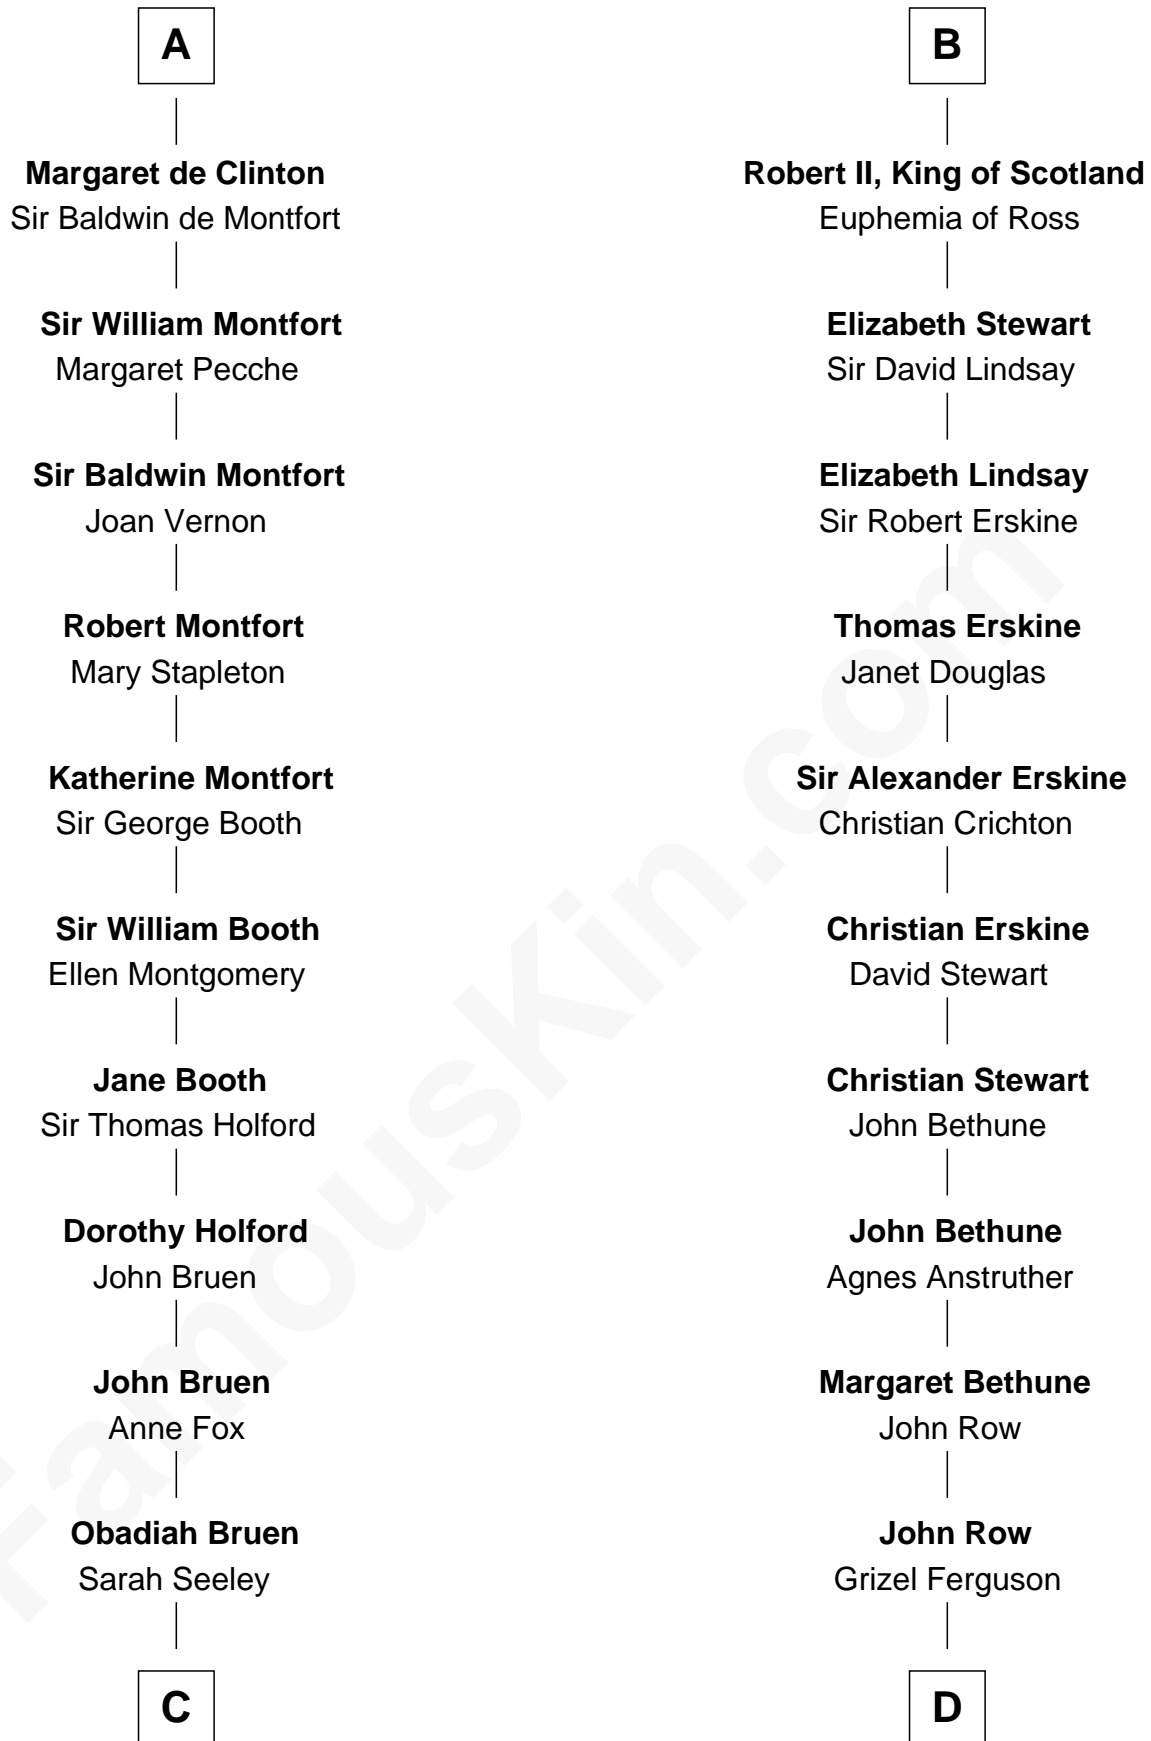 A
Margaret de Clinton
Sir Baldwin de Montfort
Sir William Montfort
Margaret Pecche
Sir Baldwin Montfort
Joan Vernon
Robert Montfort
Mary Stapleton
Katherine Montfort
Sir George Booth
Sir William Booth
Ellen Montgomery
Jane Booth
Sir Thomas Holford
Dorothy Holford
John Bruen
John Bruen
Anne Fox
Obadiah Bruen
Sarah Seeley
C
B
Robert II, King of Scotland
Euphemia of Ross
Elizabeth Stewart
Sir David Lindsay
Elizabeth Lindsay
Sir Robert Erskine
Thomas Erskine
Janet Douglas
Sir Alexander Erskine
Christian Crichton
Christian Erskine
David Stewart
Christian Stewart
John Bethune
John Bethune
Agnes Anstruther
Margaret Bethune
John Row
John Row
Grizel Ferguson
D
FamousKin.com